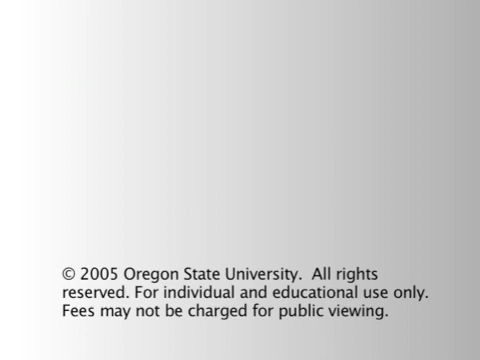 © 2005 Oregon State University.  All rights
reserved. For individual and educational use only.
Fees may not be charged for public viewing.